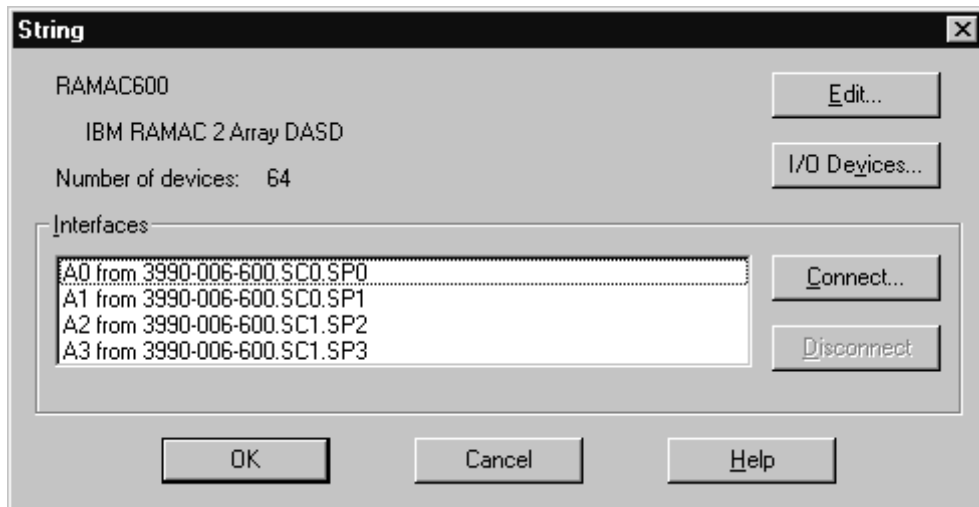 String
RAMAC600
Edit...
IBM RAMAC 2 Array DASD
I/O Devices...
Number of devices: 64
Interfaces
A0 from 3990-006-600.SC0.SP0
A1 from 3990-006-600.SC0.SP1
A2 from 3990-006-600.SC1.SP2
A3 from 3990-006-600.SC1.SP3
Connect...
Disconnect
OK
Cancel
Help